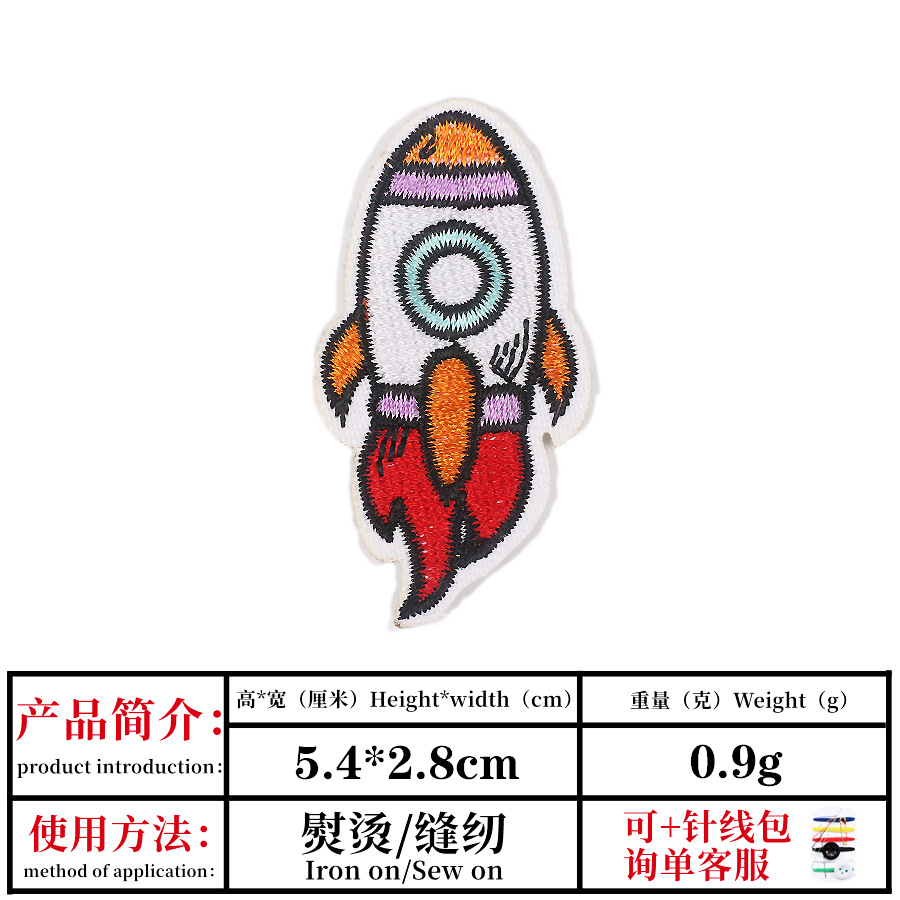 产品简介：
product introduction：
高*宽（厘米）Height*width（cm）
重量（克）Weight（g）
5.4*2.8cm
0.9g
使用方法：
method of application：
熨烫/缝纫
Iron on/Sew on
可+针线包
询单客服